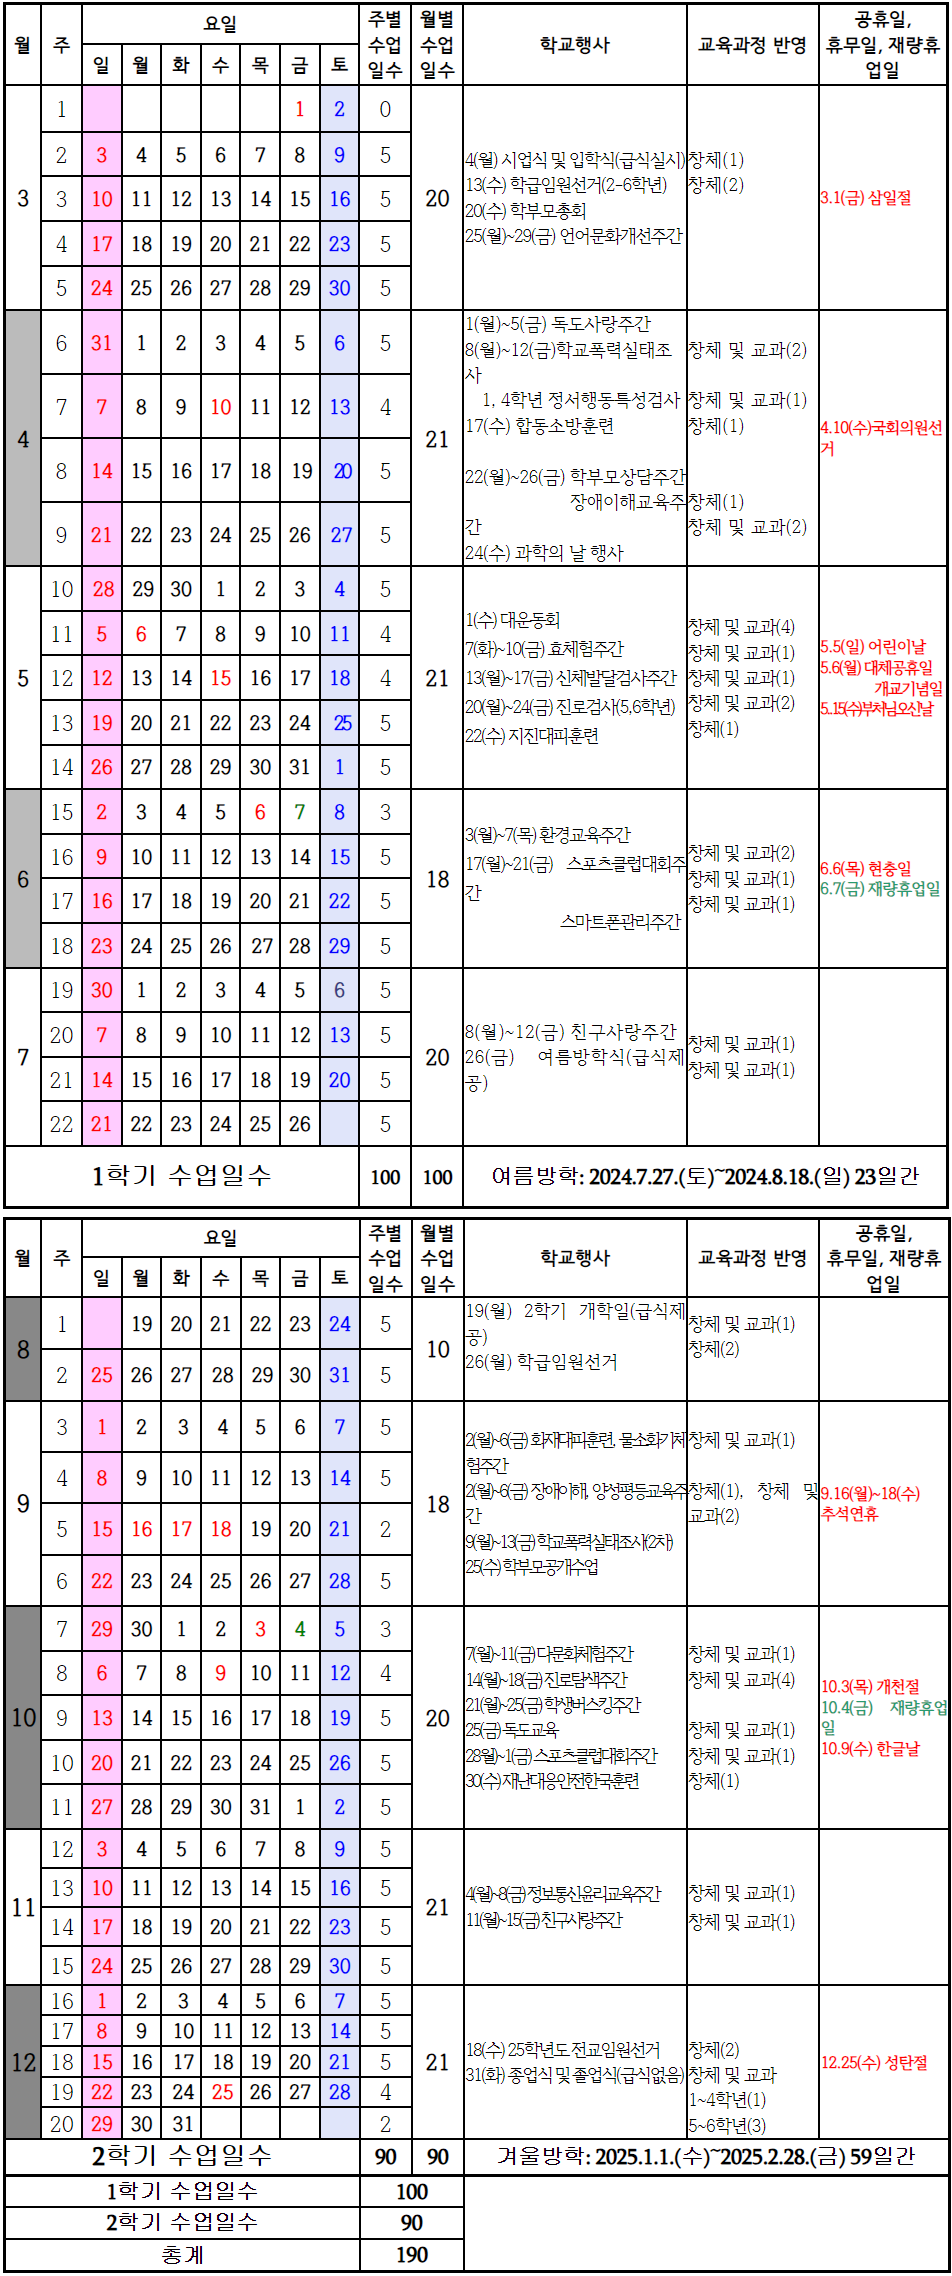 월 주 요일 주별 수업 일수 월별 수업 일수 학교행사 교육과정 반영 공휴일, 휴무일, 재량휴업일
일 월 화 수 목 금 토
3
1 1 2 0
2 3 4 5 6 7 8 9 5
3 10 11 12 13 14 15 16 5
4 17 18 19 20 21 22 23 5
5 24 25 26 27 28 29 30 5
20
4(월) 시업식 및 입학식(급식실시) 창체(1)
13(수) 학급임원선거(2-6학년) 창체(2)
20(수) 학부모총회
25(월)~29(금) 언어문화개선주간
3.1(금) 삼일절
4
6 31 1 2 3 4 5 6 5
7 7 8 9 10 11 12 13 4
8 14 15 16 17 18 19 20 5
9 21 22 23 24 25 26 27 5
21
1(월)~5(금) 독도사랑주간
8(월)~12(금)학교폭력실태조 창체 및 교과(2)
사
1, 4학년 정서행동특성검사 창체 및 교과(1)
17(수) 합동소방훈련 창체(1)
22(월)~26(금) 학부모상담주간
장애이해교육주 창체(1)
간 창체 및 교과(2)
24(수) 과학의 날 행사
4.10(수)국회의원선
거
5
10 28 29 30 1 2 3 4 5
11 5 6 7 8 9 10 11 4
12 12 13 14 15 16 17 18 4
13 19 20 21 22 23 24 25 5
14 26 27 28 29 30 31 1 5
21
1(수) 대운동회 창체 및 교과(4)
7(화)~10(금) 효체험주간 창체 및 교과(1)
13(월)~17(금) 신체발달검사주간 창체 및 교과(1)
20(월)~24(금) 진로검사(5,6학년) 창체 및 교과(2)
22(수) 지진대피훈련 창체(1)
5.5(일) 어린이날
5.6(월) 대체공휴일
개교기념일
5.15(수)부처님오신날
6
15 2 3 4 5 6 7 8 3
16 9 10 11 12 13 14 15 5
17 16 17 18 19 20 21 22 5
18 23 24 25 26 27 28 29 5
18
3(월)~7(목) 환경교육주간 창체 및 교과(2)
17(월)~21(금) 스포츠클럽대회주 창체 및 교과(1)
간 창체 및 교과(1)
스마트폰관리주간
6.6(목) 현충일
6.7(금) 재량휴업일
7
19 30 1 2 3 4 5 6 5
20 7 8 9 10 11 12 13 5
21 14 15 16 17 18 19 20 5
22 21 22 23 24 25 26 5
20
8(월)~12(금) 친구사랑주간 창체 및 교과(1)
26(금) 여름방학식(급식제 창체 및 교과(1)
공)
1학기 수업일수 100 100 여름방학: 2024.7.27.(토)~2024.8.18.(일) 23일간
월 주 요일 주별 수업 일수 월별 수업 일수 학교행사 교육과정 반영 공휴일, 휴무일, 재량휴업일
일 월 화 수 목 금 토
8
1 19 20 21 22 23 24 5
2 25 26 27 28 29 30 31 5
10
19(월) 2학기 개학일(급식제 창체 및 교과(1)
공) 창체(2)
26(월) 학급임원선거
9
3 1 2 3 4 5 6 7 5
4 8 9 10 11 12 13 14 5
5 15 16 17 18 19 20 21 2
6 22 23 24 25 26 27 28 5
18
2(월)~6(금) 화재대피훈련, 물소화기체 창체 및 교과(1)
험주간
2(월)~6(금) 장애이해, 양성평등교육주 창체(1), 창체 및
간 교과(2)
9(월)~13(금) 학교폭력실태조사(2차)
25(수) 학부모공개수업
9.16(월)~18(수)
추석연휴
10
7 29 30 1 2 3 4 5 3
8 6 7 8 9 10 11 12 4
9 13 14 15 16 17 18 19 5
10 20 21 22 23 24 25 26 5
11 27 28 29 30 31 1 2 5
20
7(월)~11(금) 다문화체험주간 창체 및 교과(1)
14(월)~18(금) 진로탐색주간 창체 및 교과(4)
21(월)~25(금) 학생버스킹주간
25(금) 독도교육 창체 및 교과(1)
28월)~1(금) 스포츠클럽대회주간 창체 및 교과(1)
30(수) 재난대응안전한국훈련 창체(1)
10.3(목) 개천절
10.4(금) 재량휴업
일
10.9(수) 한글날
11
12 3 4 5 6 7 8 9 5
13 10 11 12 13 14 15 16 5
14 17 18 19 20 21 22 23 5
15 24 25 26 27 28 29 30 5
21
4(월)~8(금) 정보통신윤리교육주간 창체 및 교과(1)
11(월)~15(금) 친구사랑주간 창체 및 교과(1)
12
16 1 2 3 4 5 6 7 5
17 8 9 10 11 12 13 14 5
18 15 16 17 18 19 20 21 5
19 22 23 24 25 26 27 28 4
20 29 30 31 2
21
18(수) 25학년도 전교임원선거 창체(2)
31(화) 종업식 및 졸업식(급식없음) 창체 및 교과
1~4학년(1)
5~6학년(3)
12.25(수) 성탄절
2학기 수업일수 90 90 겨울방학: 2025.1.1.(수)~2025.2.28.(금) 59일간
1학기 수업일수 100
2학기 수업일수 90
총계 190